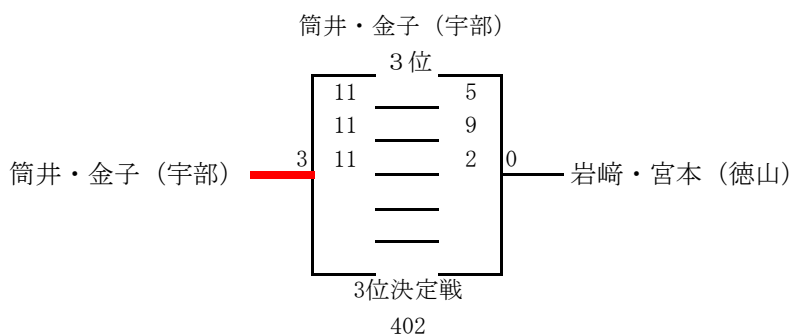 筒井・金子（宇部）
３位
11 5
11 9
3 11 2 0
筒井・金子（宇部） 岩﨑・宮本（徳山）
3位決定戦
402